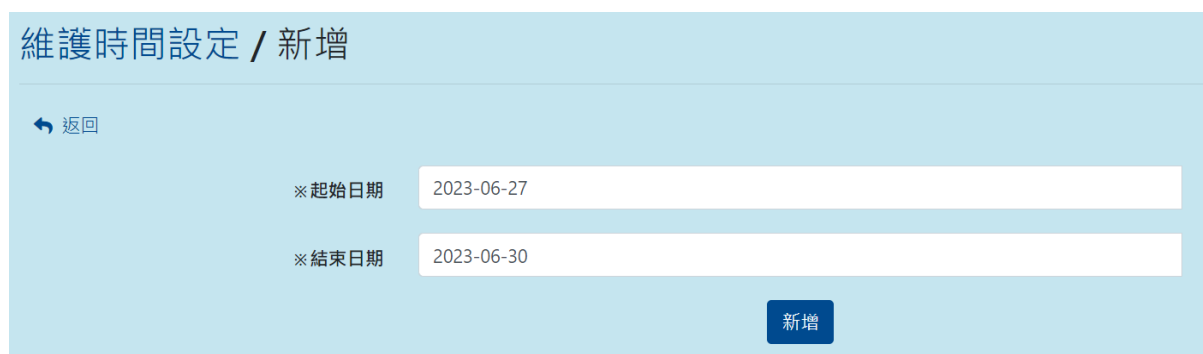 維護時間設定 / 新增
返回
※起始日期 2023-06-27
※結束日期 2023-06-30
新增